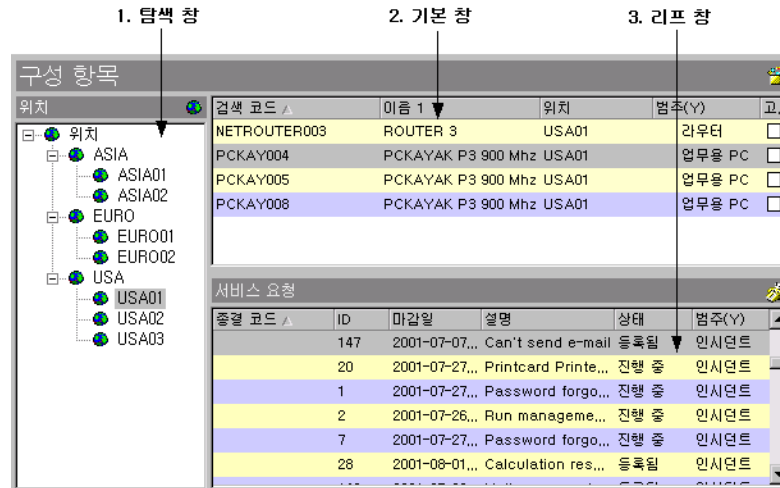 1. 탐색 창
2. 기본 창
3. 리프 창
구성 항목
위치
위치
ASIA
ASIA01
ASIA02
EURO
EURO01
EURO02
USA
USA01
USA02
USA03
검색 코드 이름 1 위치 범주(Y)
NETROUTER003 ROUTER 3 USA01 라우터
PCKAY004 PCKAYAK P3 900 Mhz USA01 업무용 PC
PCKAY005 PCKAYAK P3 900 Mhz USA01 업무용 PC
PCKAY008 PCKAYAK P3 900 Mhz USA01 업무용 PC
서비스 요청
종결 코드 ID 마감일 설명 상태 범주(Y)
147 2001-07-07,,, Can't send e-mail 등록됨 인시던트
20 2001-07-27,,, Printcard Printe,,, 진행 중 인시던트
1 2001-07-27,,, Password forgo,,, 진행 중 인시던트
2 2001-07-26,,, Run manageme,,, 진행 중 인시던트
7 2001-07-27,,, Password forgo,,, 진행 중 인시던트
28 2001-08-01,,, Calculation res,,, 등록됨 인시던트